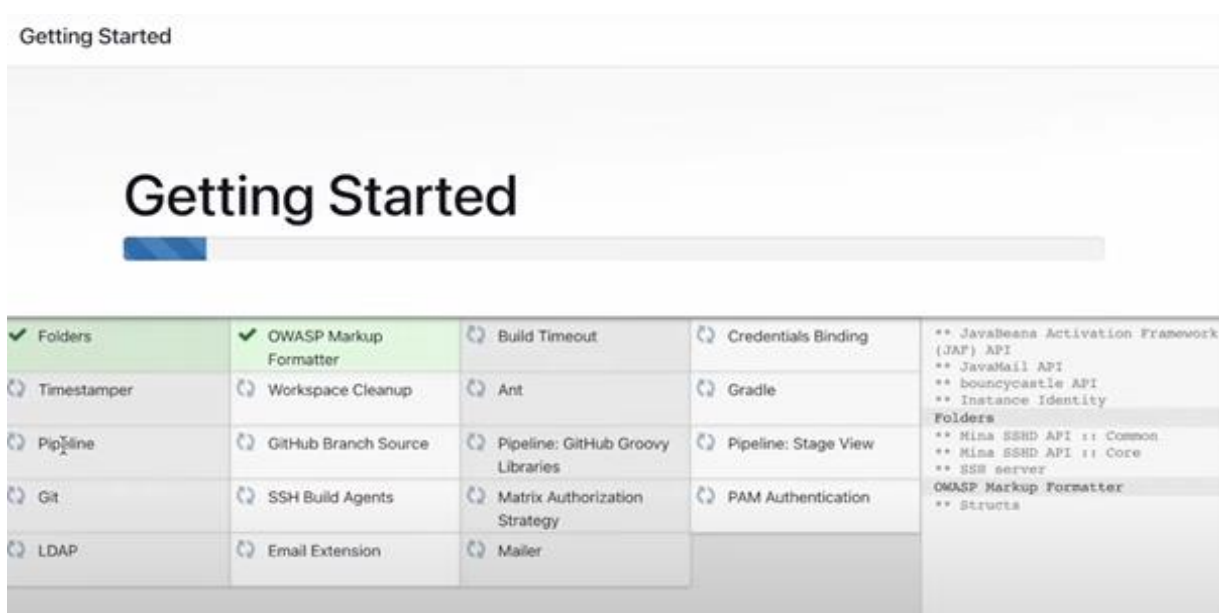 Getting Started
Getting Started
Folders
OWASP Markup
Formatter
Build Timeout
Credentials Binding
Timestamper
Workspace Cleanup
Ant
Gradle
Pipeline
GitHub Branch Source
Pipeline: GitHub Groovy
Libraries
Pipeline: Stage View
Git
SSH Build Agents
Matrix Authorization
Strategy
PAM Authentication
LDAP
Email Extension
Mailer
** JavaBeans Activation Framework
(JAF) API
** JavaMail API
** bouncycastle API
** Instance Identity
Folders
** Mina SSHD API :: Common
** Mina SSHD API :: Core
** SSH server
OWASP Markup Formatter
** Structs